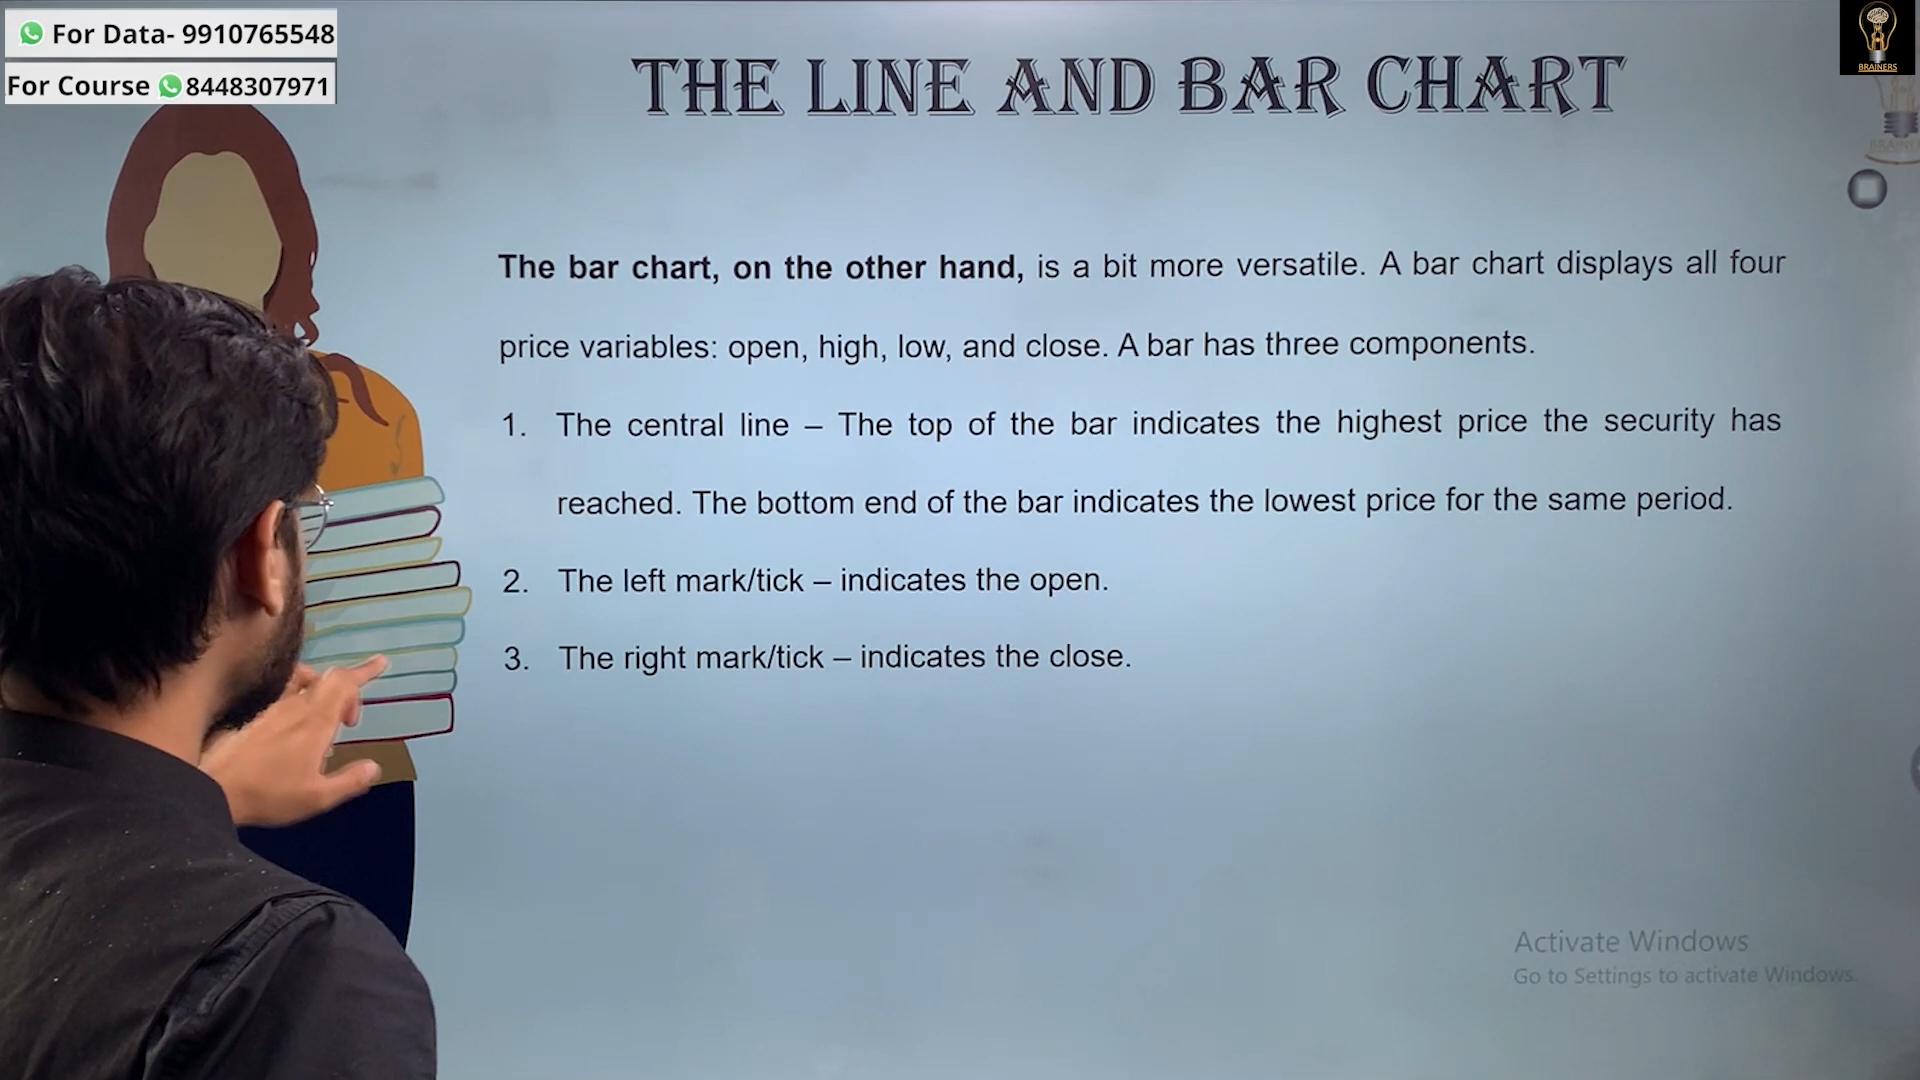 For Data- 9910765548
For Course 8448307971
BRAINERS
THE LINE AND BAR CHART
The bar chart, on the other hand, is a bit more versatile. A bar chart displays all four
price variables: open, high, low, and close. A bar has three components.
1. The central line – The top of the bar indicates the highest price the security has
reached. The bottom end of the bar indicates the lowest price for the same period.
2. The left mark/tick – indicates the open.
3. The right mark/tick – indicates the close.
Activate Windows
Go to Settings to activate Windows.